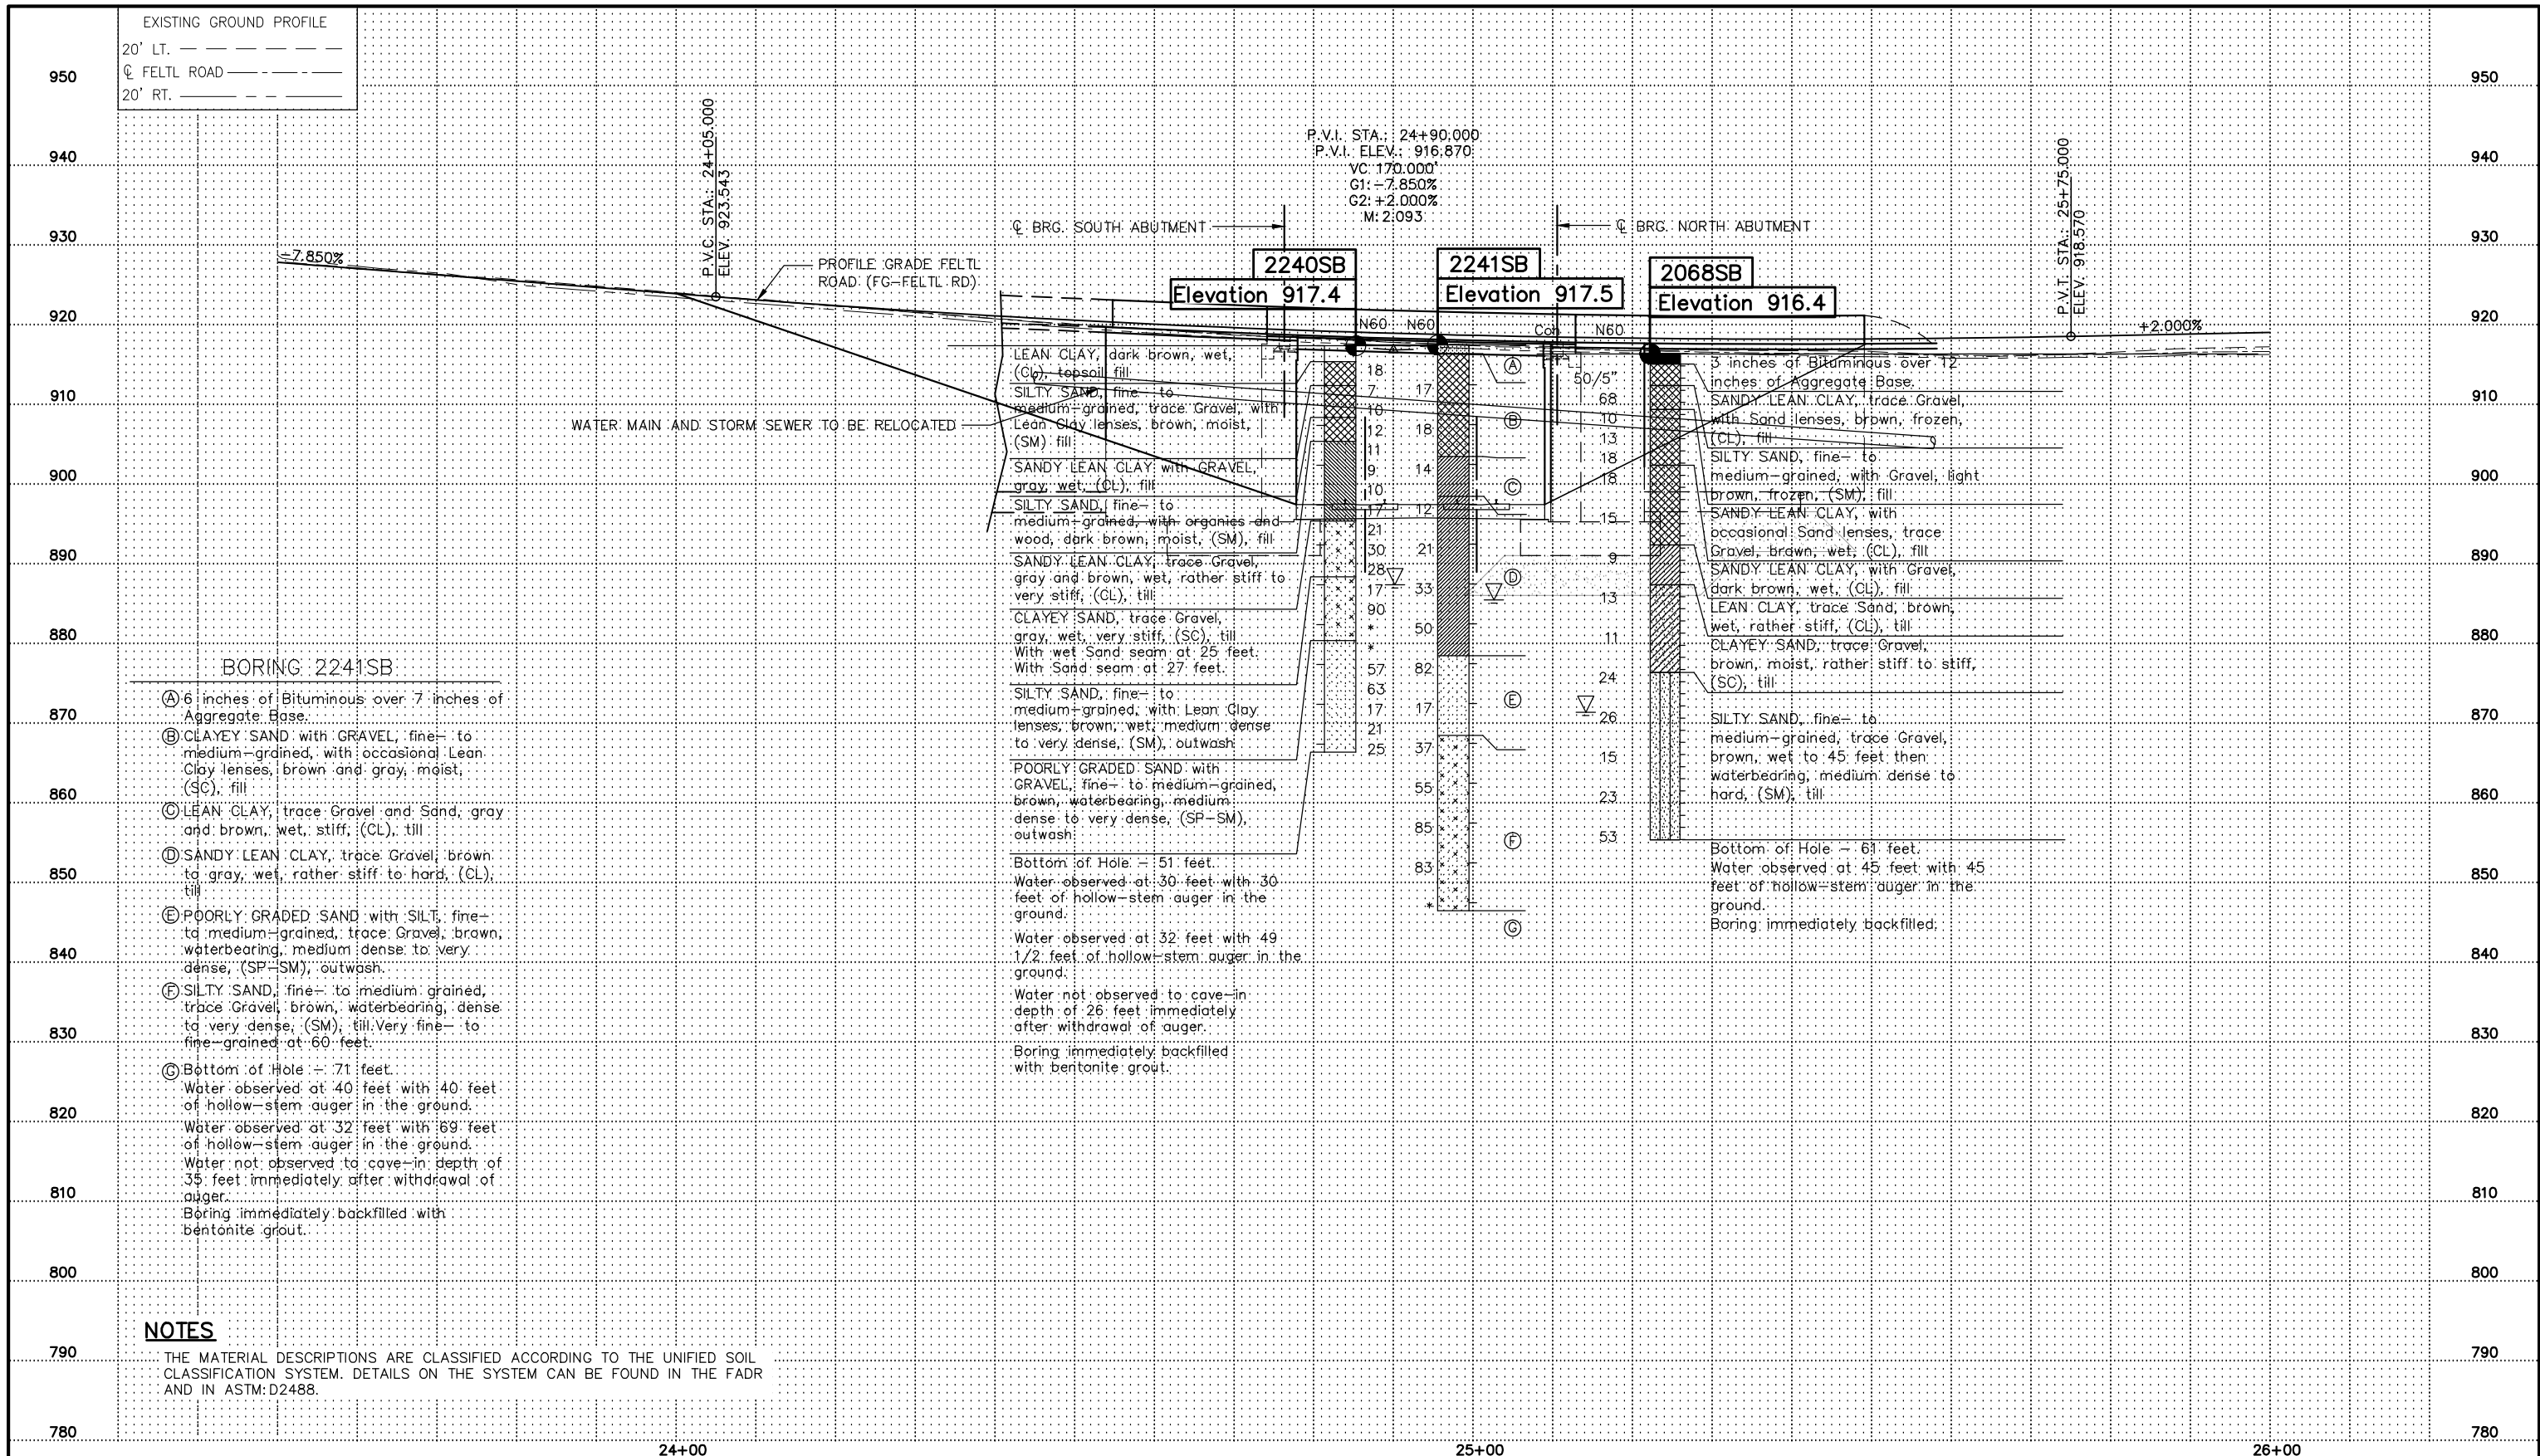 EXISTING GROUND PROFILE
20' LT.
℄ FELTL ROAD
20' RT.
950
940
930
920
910
900
890
880
870
860
850
840
830
820
810
800
790
780
-7.850%
P.V.C. STA.: 24+05.000
ELEV. 923.543
PROFILE GRADE FELTL
ROAD (FG-FELTL RD)
P.V.I. STA.: 24+90.000
P.V.I. ELEV.: 916.870
VC 170.000'
G1:-7.850%
G2:+2.000%
M:2.093
℄ BRG. SOUTH ABUTMENT
℄ BRG. NORTH ABUTMENT
P.V.T. STA.: 25+75.000
ELEV. 918.570
+2.000%
2240SB
Elevation 917.4
2241SB
Elevation 917.5
2068SB
Elevation 916.4
WATER MAIN AND STORM SEWER TO BE RELOCATED
LEAN CLAY, dark brown, wet,
(CL), topsoil fill
SILTY SAND, fine- to
medium-grained, trace Gravel, with
Lean Clay lenses, brown, moist,
(SM) fill
SANDY LEAN CLAY with GRAVEL,
gray, wet, (CL), fill
SILTY SAND, fine- to
medium-grained, with organics and
wood, dark brown, moist, (SM), fill
SANDY LEAN CLAY, trace Gravel,
gray and brown, wet, rather stiff to
very stiff, (CL), till
CLAYEY SAND, trace Gravel,
gray, wet, very stiff, (SC), till
With wet Sand seam at 25 feet.
With Sand seam at 27 feet.
SILTY SAND, fine- to
medium-grained, with Lean Clay
lenses, brown, wet, medium dense
to very dense, (SM), outwash
POORLY GRADED SAND with
GRAVEL, fine- to medium-grained,
brown, waterbearing, medium
dense to very dense, (SP-SM),
outwash
Bottom of Hole - 51 feet.
Water observed at 30 feet with 30
feet of hollow-stem auger in the
ground.
Water observed at 32 feet with 49
1/2 feet of hollow-stem auger in the
ground.
Water not observed to cave-in
depth of 26 feet immediately
after withdrawal of auger.
Boring immediately backfilled
with bentonite grout.
N60
18
7
10
12
11
9
10
17
21
30
28
17
90
*
*
57
63
17
21
25
N60
17
18
14
12
21
33
50
82
17
37
55
85
83
*
A
B
C
D
E
F
G
Coh
N60
50/5"
68
10
13
18
18
15
9
13
11
24
26
15
23
53
3 inches of Bituminous over 12
inches of Aggregate Base.
SANDY LEAN CLAY, trace Gravel,
with Sand lenses, brown, frozen,
(CL), fill
SILTY SAND, fine- to
medium-grained, with Gravel, light
brown, frozen, (SM), fill
SANDY LEAN CLAY, with
occasional Sand lenses, trace
Gravel, brown, wet, (CL), fill
SANDY LEAN CLAY, with Gravel,
dark brown, wet, (CL), fill
LEAN CLAY, trace Sand, brown,
wet, rather stiff, (CL), till
CLAYEY SAND, trace Gravel,
brown, moist, rather stiff to stiff,
(SC), till
SILTY SAND, fine- to
medium-grained, trace Gravel,
brown, wet to 45 feet then
waterbearing, medium dense to
hard, (SM), till
Bottom of Hole - 61 feet.
Water observed at 45 feet with 45
feet of hollow-stem auger in the
ground.
Boring immediately backfilled.
BORING 2241SB
A 6 inches of Bituminous over 7 inches of
Aggregate Base.
B CLAYEY SAND with GRAVEL, fine- to
medium-grained, with occasional Lean
Clay lenses, brown and gray, moist,
(SC), fill
C LEAN CLAY, trace Gravel and Sand, gray
and brown, wet, stiff, (CL), till
D SANDY LEAN CLAY, trace Gravel, brown
to gray, wet, rather stiff to hard, (CL),
till
E POORLY GRADED SAND with SILT, fine-
to medium-grained, trace Gravel, brown,
waterbearing, medium dense to very
dense, (SP-SM), outwash.
F SILTY SAND, fine- to medium grained,
trace Gravel, brown, waterbearing, dense
to very dense, (SM), till.Very fine- to
fine-grained at 60 feet.
G Bottom of Hole - 71 feet.
Water observed at 40 feet with 40 feet
of hollow-stem auger in the ground.
Water observed at 32 feet with 69 feet
of hollow-stem auger in the ground.
Water not observed to cave-in depth of
35 feet immediately after withdrawal of
auger.
Boring immediately backfilled with
bentonite grout.
NOTES
THE MATERIAL DESCRIPTIONS ARE CLASSIFIED ACCORDING TO THE UNIFIED SOIL
CLASSIFICATION SYSTEM. DETAILS ON THE SYSTEM CAN BE FOUND IN THE FADR
AND IN ASTM:D2488.
950
940
930
920
910
900
890
880
870
860
850
840
830
820
810
800
790
780
24+00
25+00
26+00